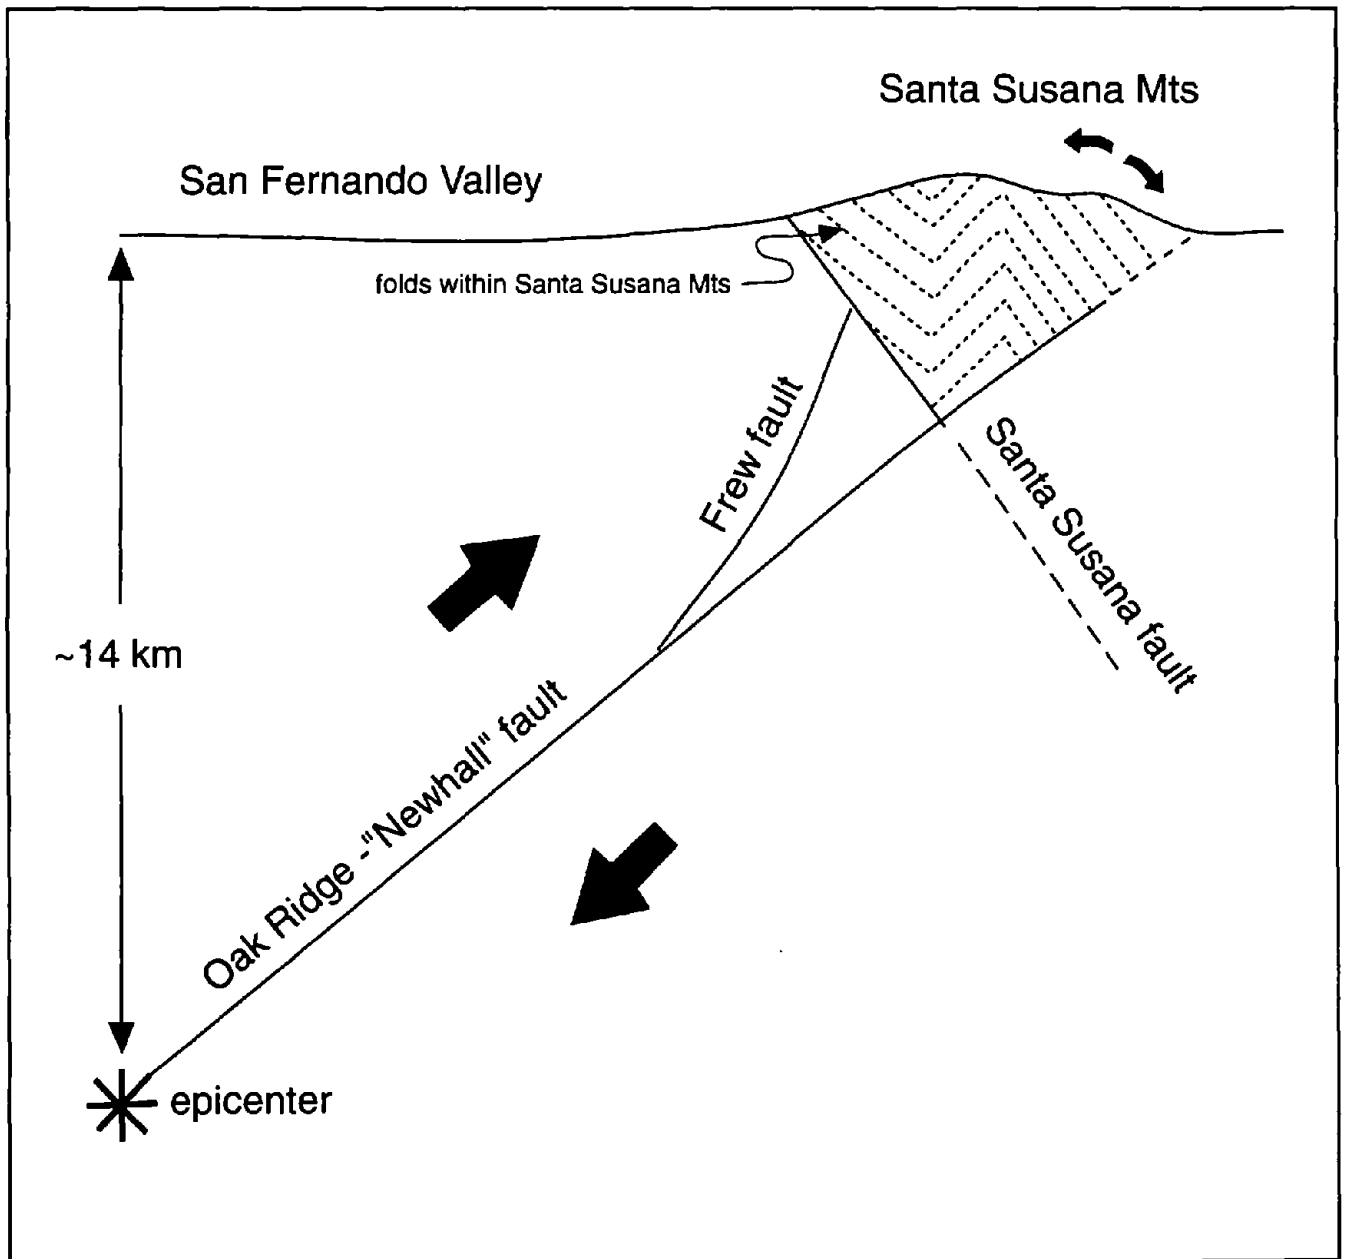 Santa Susana Mts
San Fernando Valley
folds within Santa Susana Mts
Frew fault
Santa Susana fault
~14 km
Oak Ridge -"Newhall" fault
epicenter